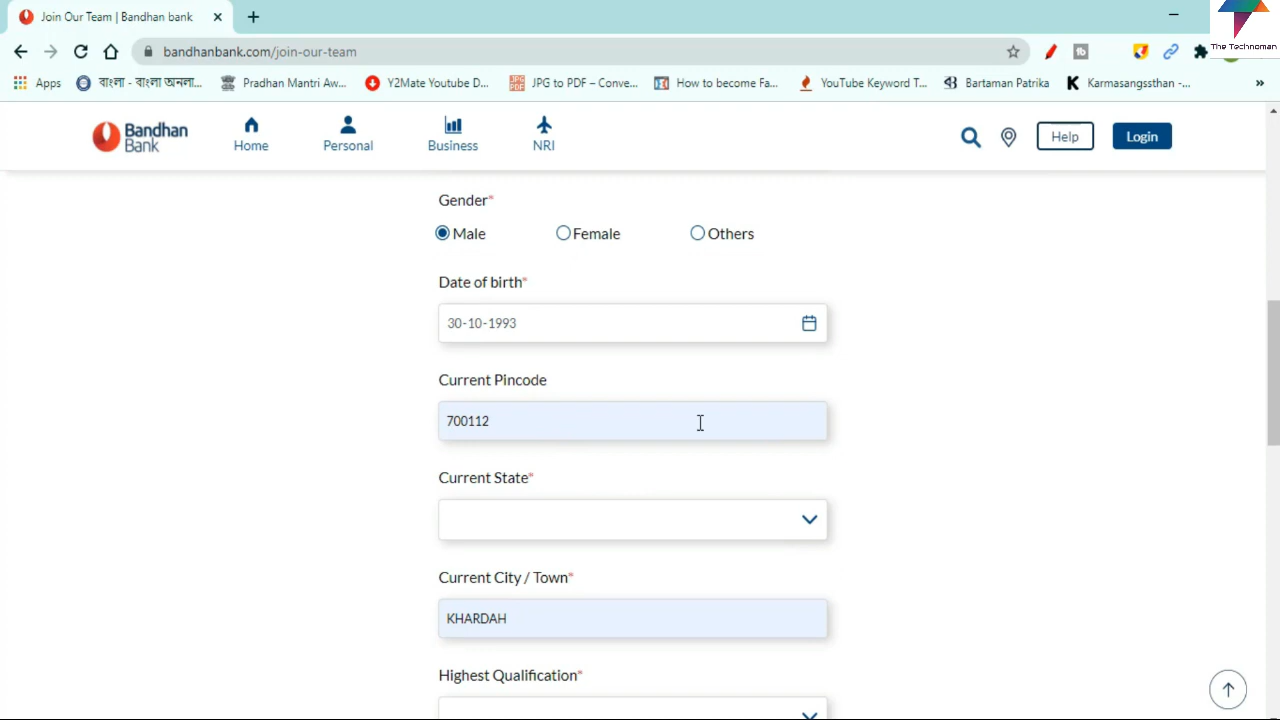 Join Our Team | Bandhan bank
The Technoman
bandhanbank.com/join-our-team
Apps
বাংলা - বাংলা অনলা...
Pradhan Mantri Aw...
Y2Mate Youtube D...
JPG to PDF – Conve...
How to become Fa...
YouTube Keyword T...
Bartaman Patrika
Karmasangssthan -...
»
Bandhan
Bank
Home
Personal
Business
NRI
Help
Login
Gender*
Male
Female
Others
Date of birth*
30-10-1993
Current Pincode
700112
Current State*
Current City / Town*
KHARDAH
Highest Qualification*